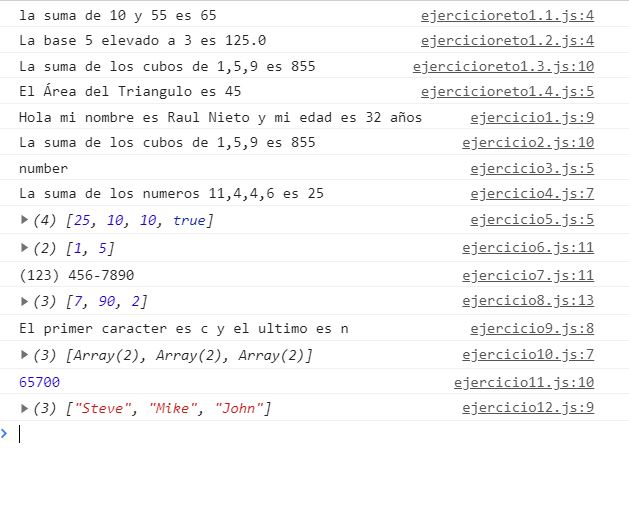 la suma de 10 y 55 es 65 ejercicioreto1.1.js:4
La base 5 elevado a 3 es 125.0 ejercicioreto1.2.js:4
La suma de los cubos de 1,5,9 es 855 ejercicioreto1.3.js:10
El Área del Triangulo es 45 ejercicioreto1.4.js:5
Hola mi nombre es Raul Nieto y mi edad es 32 años ejercicio1.js:9
La suma de los cubos de 1,5,9 es 855 ejercicio2.js:10
number ejercicio3.js:5
La suma de los numeros 11,4,4,6 es 25 ejercicio4.js:7
(4) [25, 10, 10, true] ejercicio5.js:5
(2) [1, 5] ejercicio6.js:11
(123) 456-7890 ejercicio7.js:11
(3) [7, 90, 2] ejercicio8.js:13
El primer caracter es c y el ultimo es n ejercicio9.js:8
(3) [Array(2), Array(2), Array(2)] ejercicio10.js:7
65700 ejercicio11.js:10
(3) ["Steve", "Mike", "John"] ejercicio12.js:9